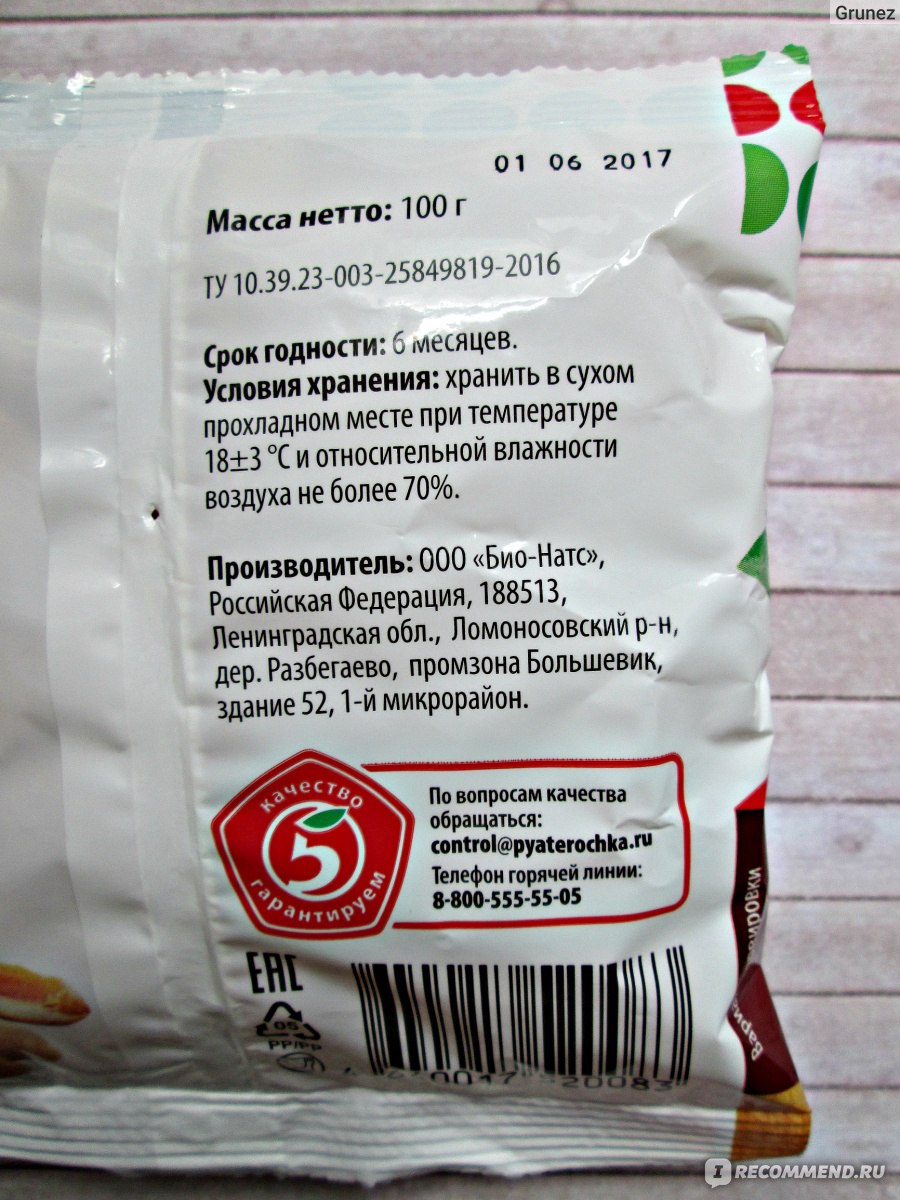 Grunez
01 06 2017
Масса нетто: 100 г
ТУ 10.39.23-003-25849819-2016
Срок годности: 6 месяцев.
Условия хранения: хранить в сухом
прохладном месте при температуре
18±3 °С и относительной влажности
воздуха не более 70%.
Производитель: ООО «Био-Натс»,
Российская Федерация, 188513,
Ленинградская обл., Ломоносовский р-н,
дер. Разбегаево, промзона Большевик,
здание 52, 1-й микрорайон.
качество
5
гарантируем
По вопросам качества
обращаться:
control@pyaterochka.ru
Телефон горячей линии:
8-800-555-55-05
EAC
05
PP/PP
IRECOMMEND.RU